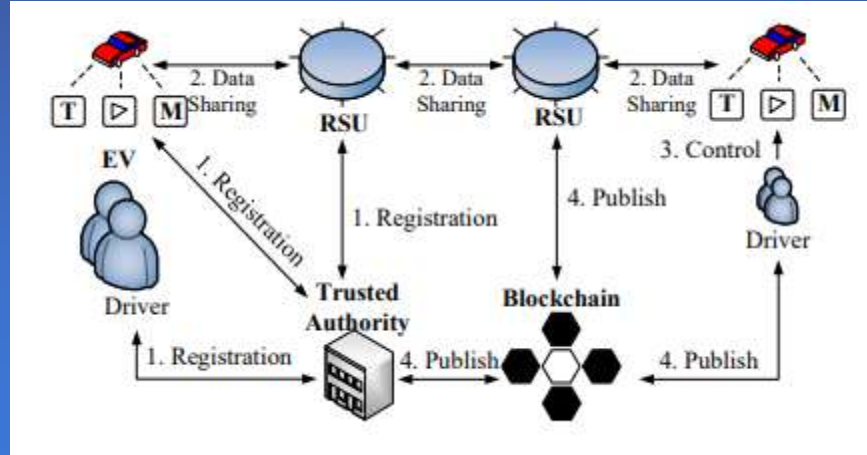 2. Data
Sharing
2. Data
Sharing
2. Data
Sharing
T
M
RSU
RSU
T
M
EV
1. Registration
3. Control
1. Registration
4. Publish
Driver
Driver
Trusted
Authority
Blockchain
1. Registration
4. Publish
4. Publish